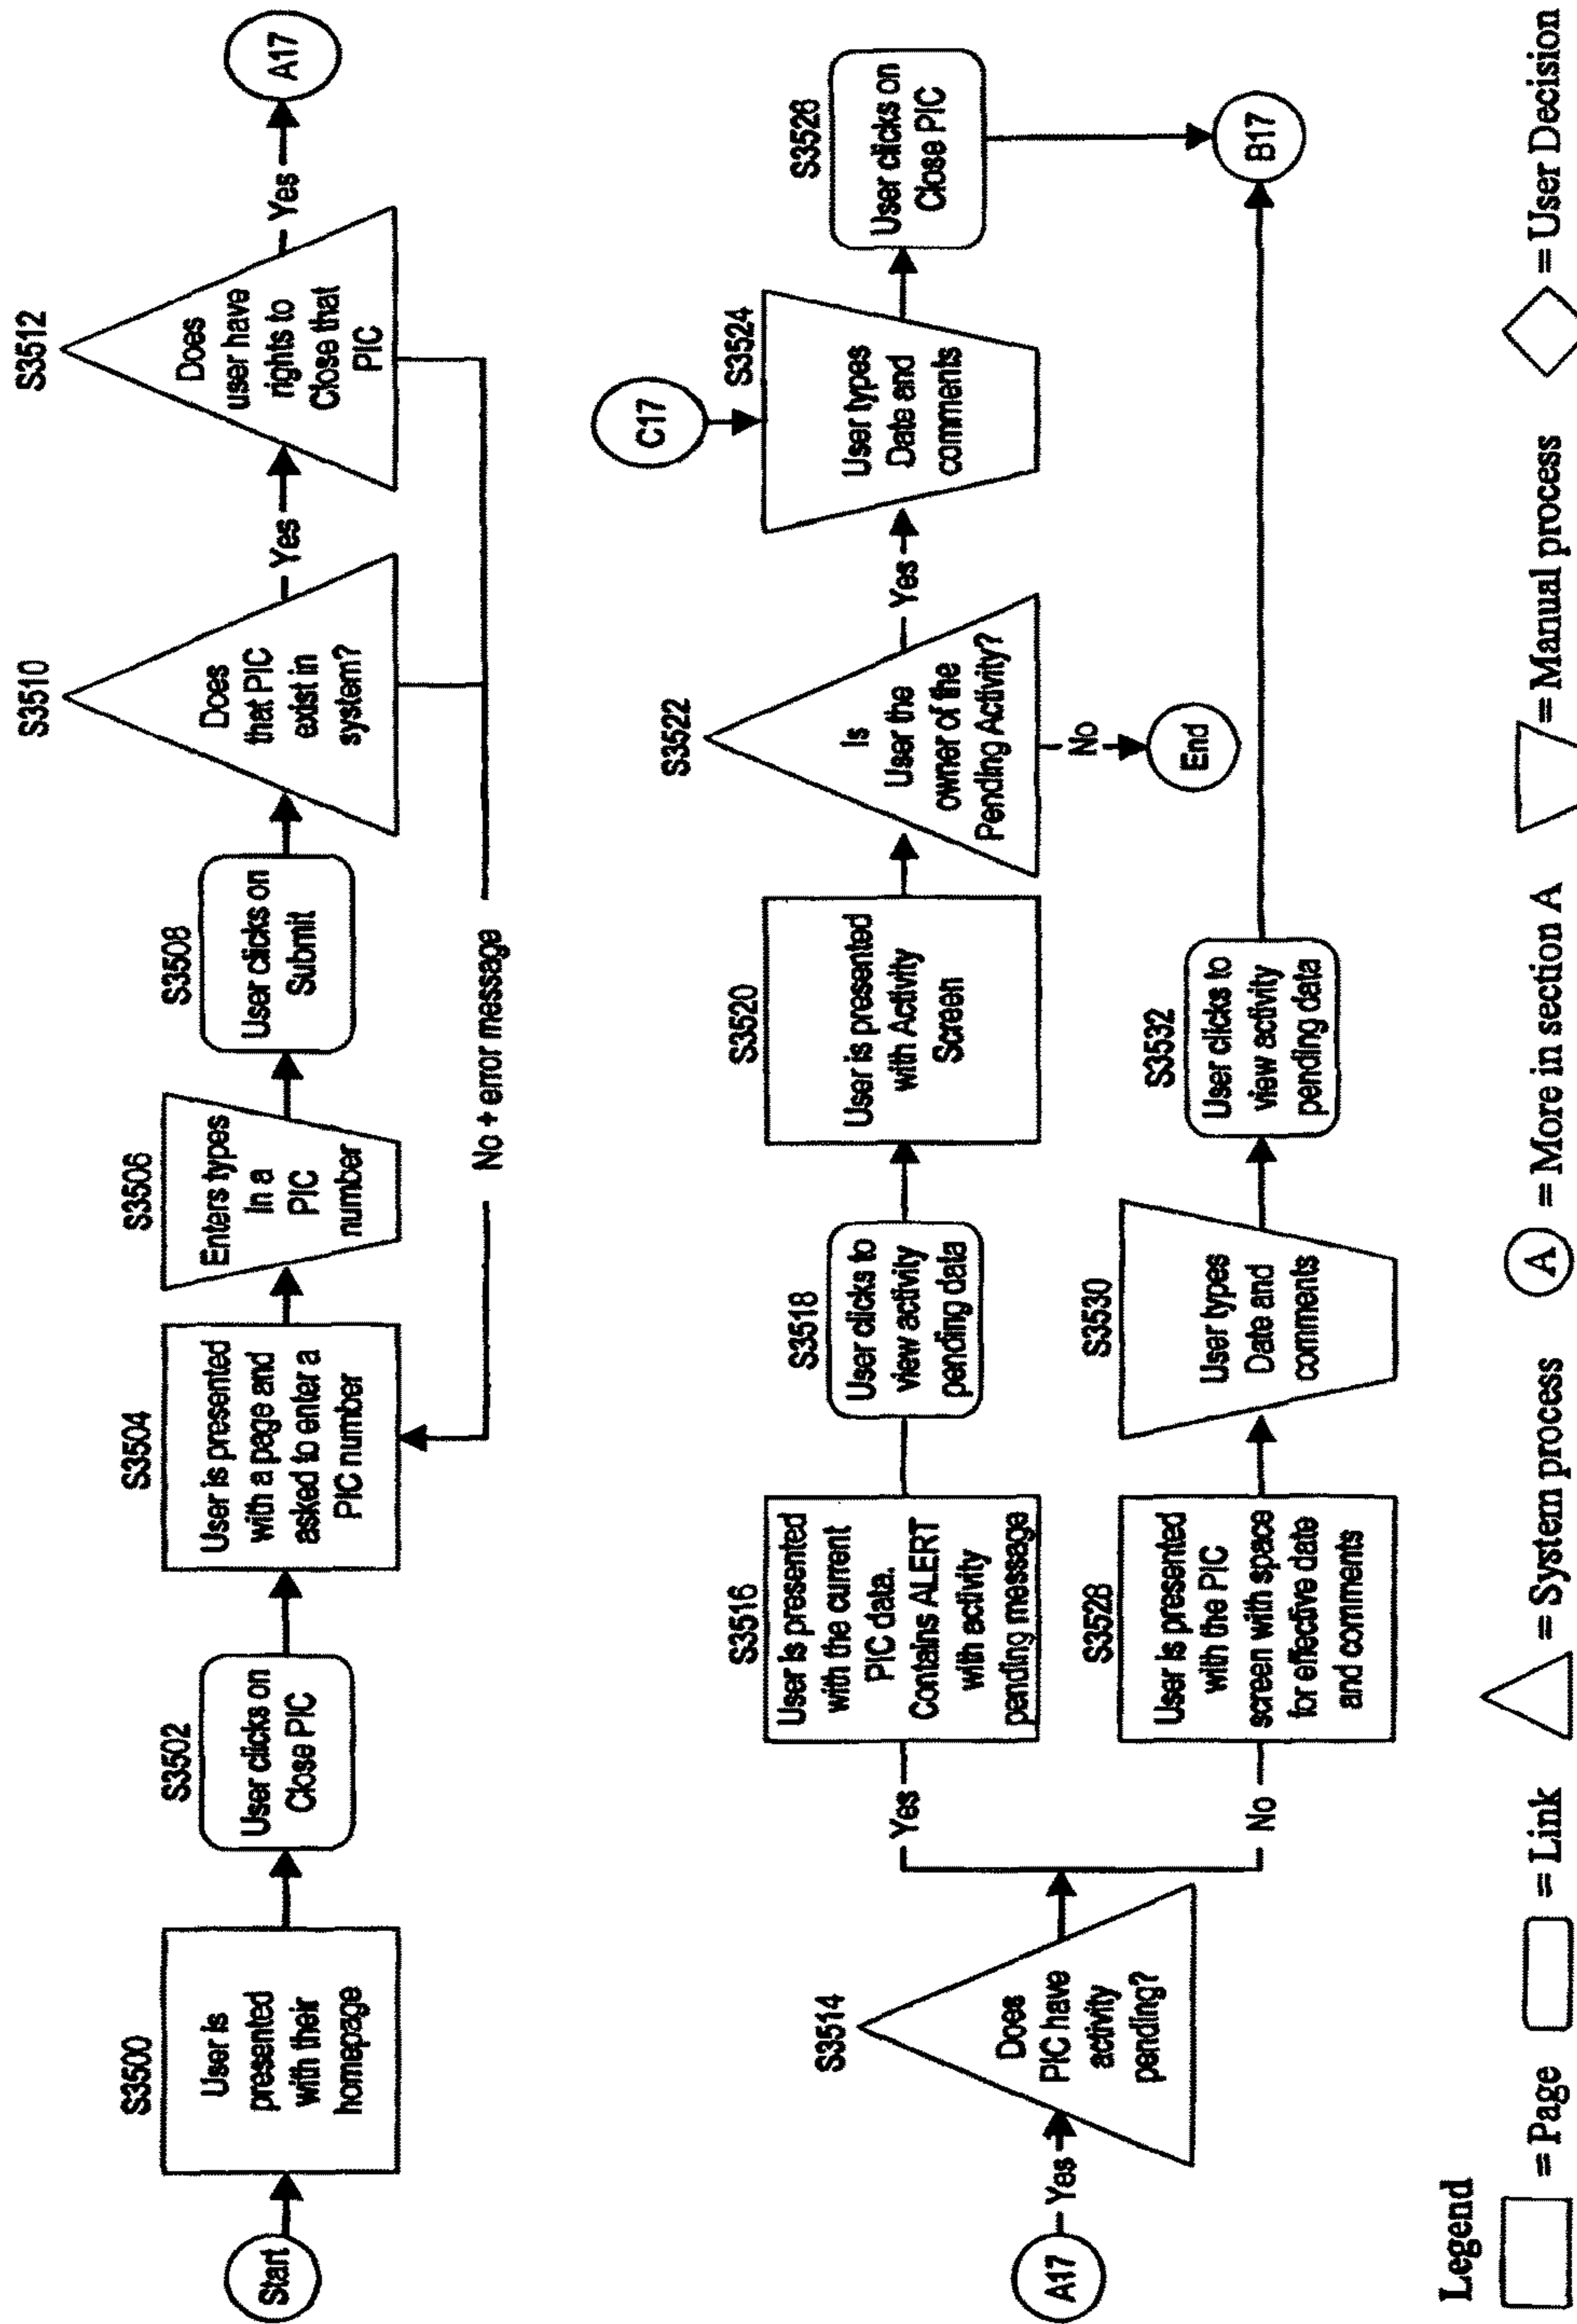 Start
S3500
User is
presented
with their
homepage
S3502
User clicks on
Close PIC
S3504
User is presented
with a page and
asked to enter a
PIC number
S3506
Enters types
in a
PIC
number
S3508
User clicks on
Submit
S3510
Does
that PIC
exist in
system?
Yes
S3512
Does
user have
rights to
Close that
PIC
Yes
A17
No + error message
A17
Yes
S3514
Does
PIC have
activity
pending?
Yes
No
S3516
User is presented
with the current
PIC data.
Contains ALERT
with activity
pending message
S3518
User clicks to
view activity
pending data
S3520
User is presented
with Activity
Screen
S3522
Is
User the
owner of the
Pending Activity?
Yes
No
End
C17
S3524
User types
Date and
comments
S3526
User clicks on
Close PIC
B17
S3528
User is presented
with the PIC
screen with space
for effective date
and comments
S3530
User types
Date and
comments
S3532
User clicks to
view activity
pending data
Legend
= Page
= Link
= System process
A = More in section A
= Manual process
= User Decision